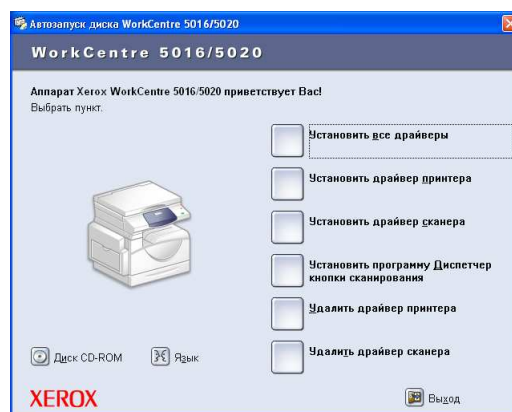 Автозапуск диска WorkCentre 5016/5020
WorkCentre 5016/5020
Аппарат Xerox WorkCentre 5016/5020 приветствует Вас!
Выбрать пункт.
Установить все драйверы
Установить драйвер принтера
Установить драйвер сканера
Установить программу Диспетчер
кнопки сканирования
Удалить драйвер принтера
Удалить драйвер сканера
Диск CD-ROM
Язык
XEROX
Выход